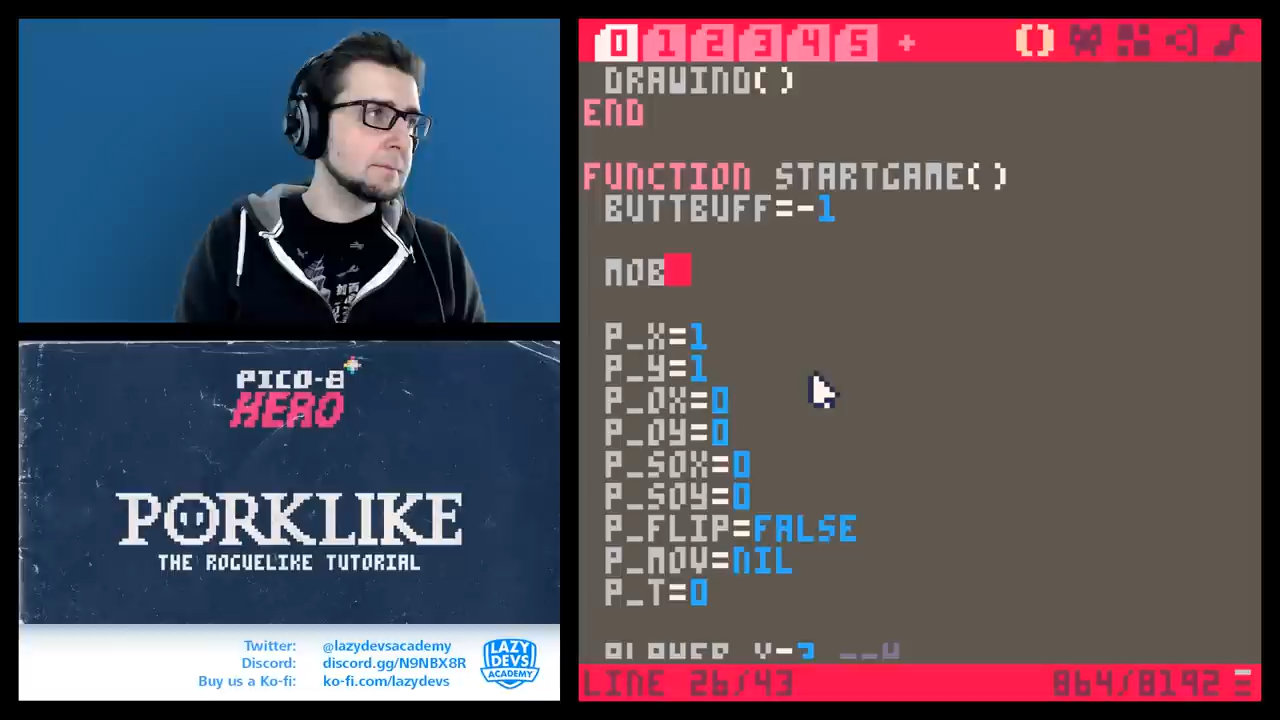 0 1 2 3 4 5 +
DRAWIND()
END
FUNCTION STARTGAME()
BUTTBUFF=-1
MOB
P_X=1
P_Y=1
P_OX=0
P_OY=0
P_SOX=0
P_SOY=0
P_FLIP=FALSE
P_MOV=NIL
P_T=0
LINE 26/43
864/8192
PICO-8
HERO
PORKLIKE
THE ROGUELIKE TUTORIAL
Twitter: @lazydevsacademy
Discord: discord.gg/N9NBX8R
Buy us a Ko-fi: ko-fi.com/lazydevs
LAZY
DEVS
ACADEMY